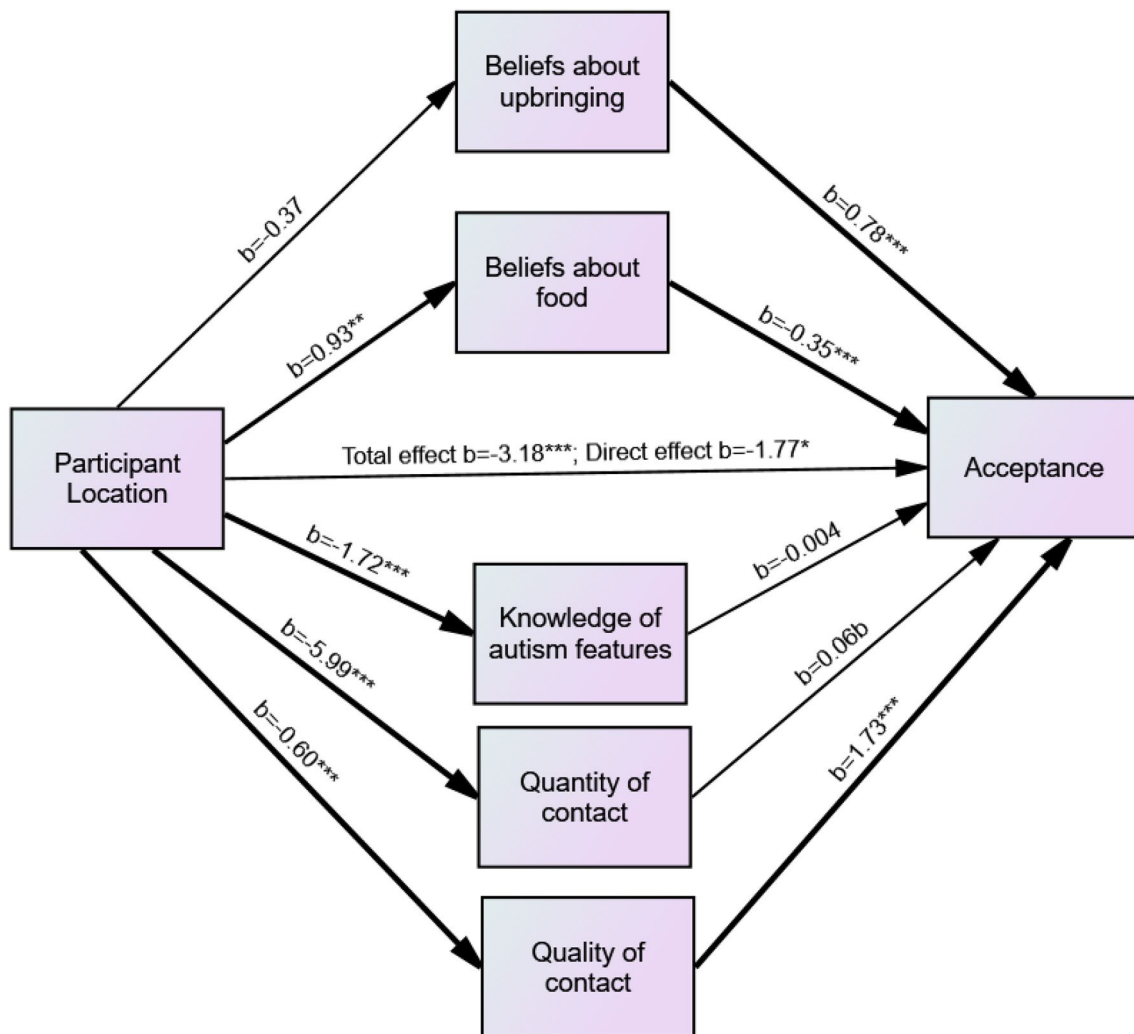 Beliefs about
upbringing
b=-0.37
b=0.78***
Beliefs about
food
b=0.93**
b=-0.35***
Participant
Location
Total effect b=-3.18***; Direct effect b=-1.77*
Acceptance
b=-1.72***
b=-0.004
Knowledge of
autism features
b=-5.99***
b=0.06b
Quantity of
contact
b=-0.60***
b=1.73***
Quality of
contact